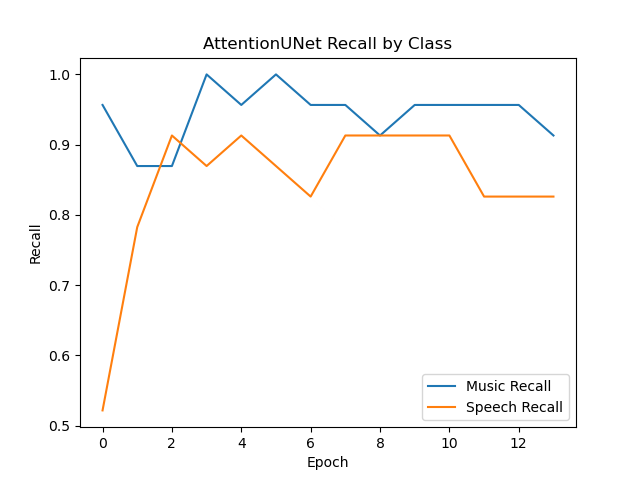 AttentionUNet Recall by Class
1.0
0.9
0.8
0.7
0.6
0.5
Recall
0
2
4
6
8
10
12
Epoch
Music Recall
Speech Recall